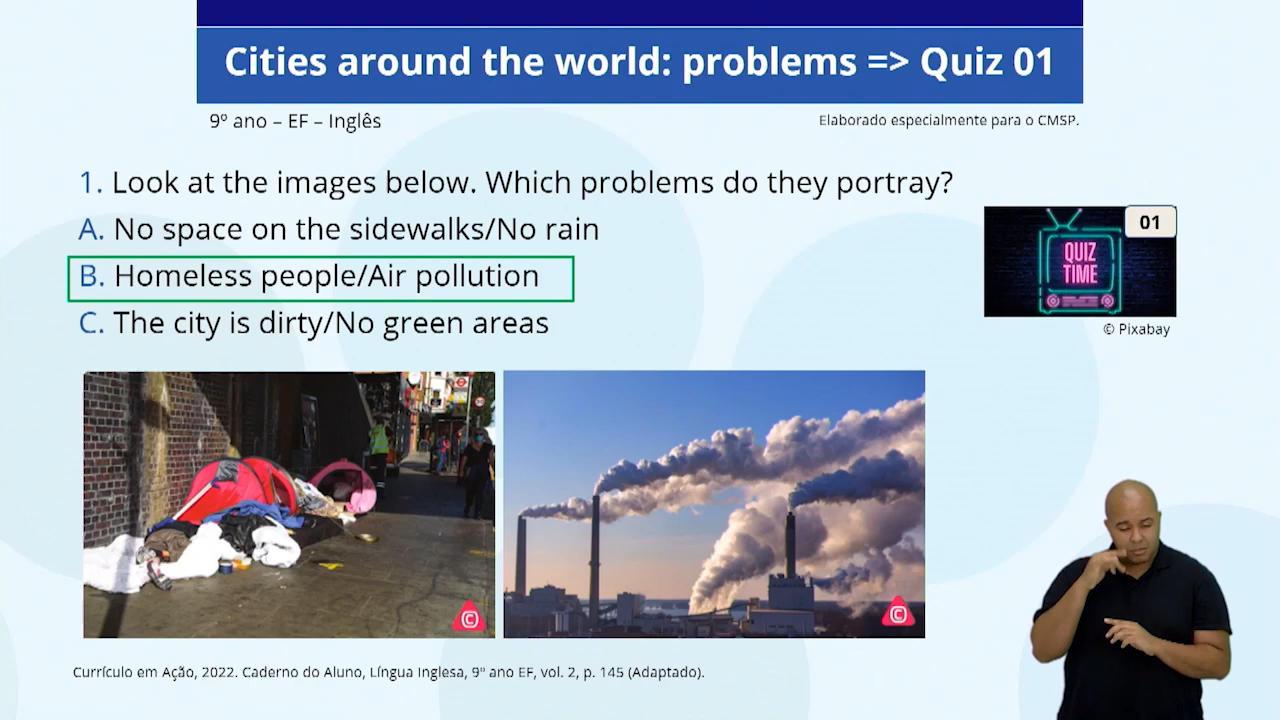 Cities around the world: problems => Quiz 01
9º ano – EF – Inglês
Elaborado especialmente para o CMSP.
1. Look at the images below. Which problems do they portray?
A. No space on the sidewalks/No rain
B. Homeless people/Air pollution
C. The city is dirty/No green areas
01
QUIZ
TIME
© Pixabay
©
©
Currículo em Ação, 2022. Caderno do Aluno, Língua Inglesa, 9º ano EF, vol. 2, p. 145 (Adaptado).